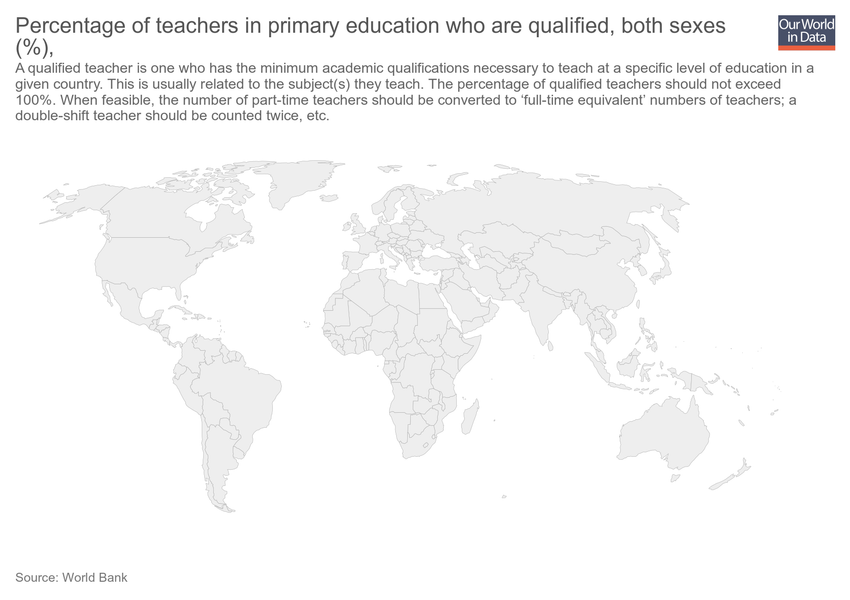 Percentage of teachers in primary education who are qualified, both sexes
(%),
Our World
in Data
A qualified teacher is one who has the minimum academic qualifications necessary to teach at a specific level of education in a
given country. This is usually related to the subject(s) they teach. The percentage of qualified teachers should not exceed
100%. When feasible, the number of part-time teachers should be converted to ‘full-time equivalent’ numbers of teachers; a
double-shift teacher should be counted twice, etc.
Source: World Bank